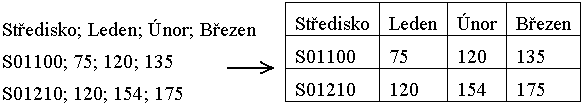 Středisko; Leden; Únor; Březen
S01100; 75; 120; 135
S01210; 120; 154; 175
Středisko Leden Únor Březen
S01100 75 120 135
S01210 120 154 175